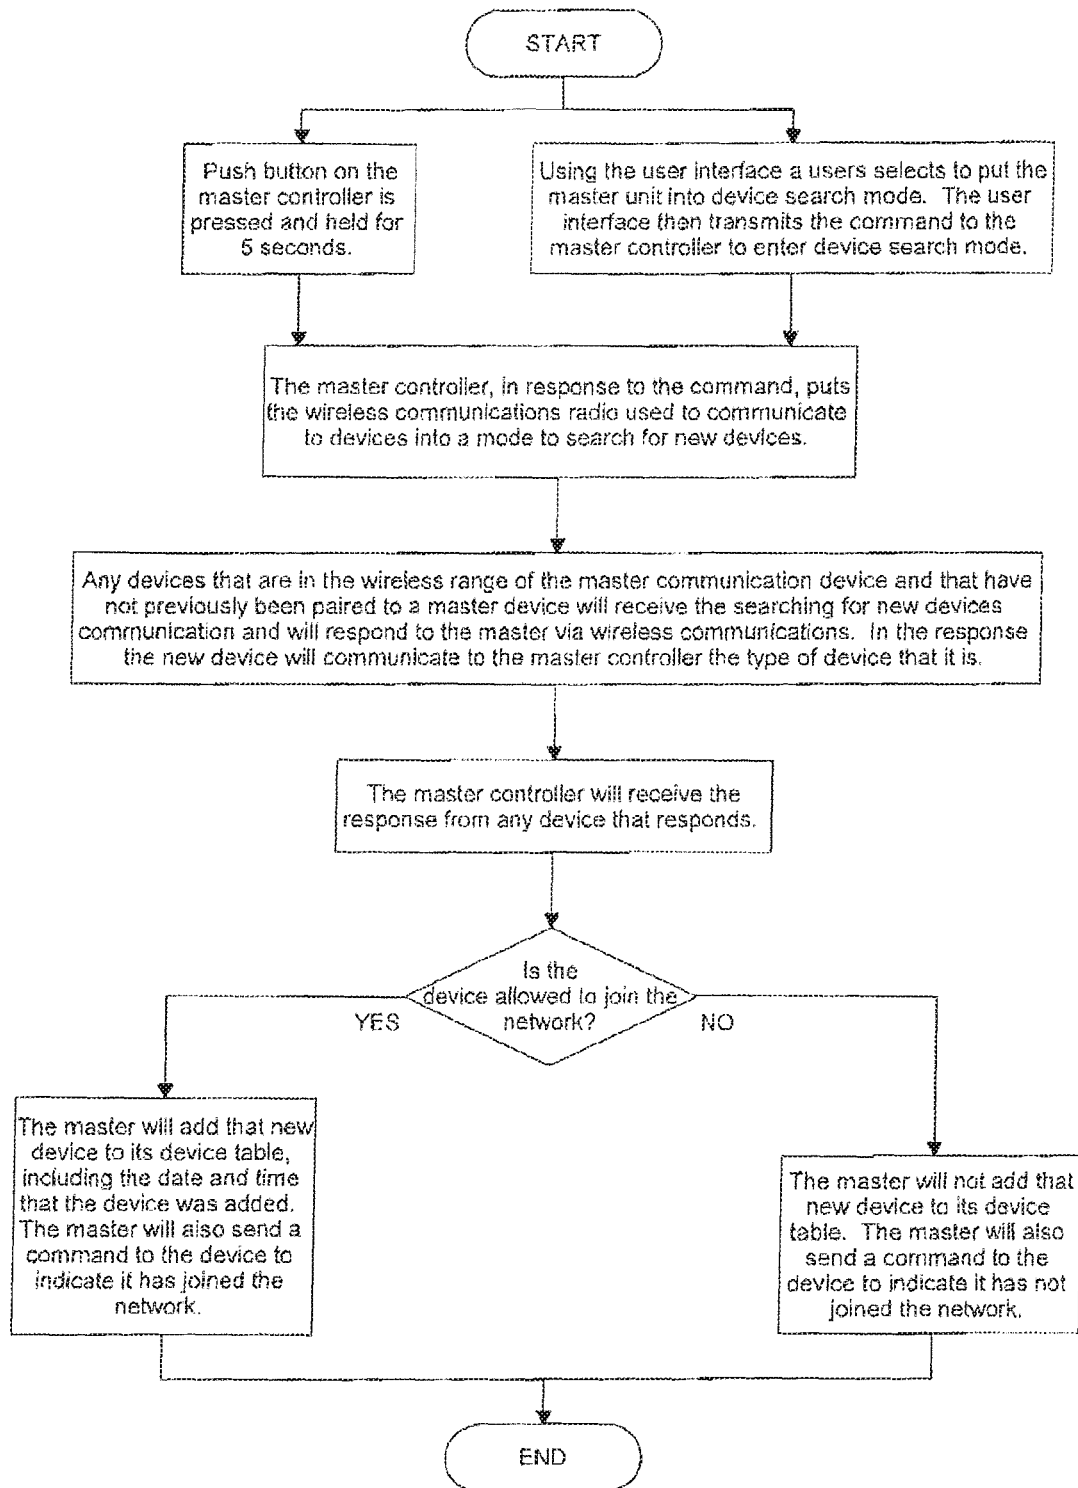 START
Push button on the
master controller is
pressed and held for
5 seconds.
Using the user interface a users selects to put the
master unit into device search mode. The user
interface then transmits the command to the
master controller to enter device search mode.
The master controller, in response to the command, puts
the wireless communications radio used to communicate
to devices into a mode to search for new devices.
Any devices that are in the wireless range of the master communication device and that have
not previously been paired to a master device will receive the searching for new devices
communication and will respond to the master via wireless communications. In the response
the new device will communicate to the master controller the type of device that it is.
The master controller will receive the
response from any device that responds.
Is the
device allowed to join the
network?
YES
NO
The master will add that new
device to its device table,
including the date and time
that the device was added.
The master will also send a
command to the device to
indicate it has joined the
network.
The master will not add that
new device to its device
table. The master will also
send a command to the
device to indicate it has not
joined the network.
END